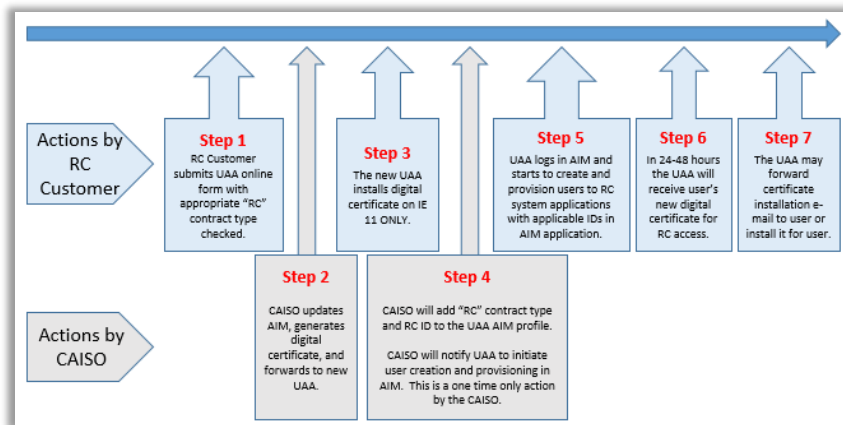 Actions by
RC
Customer
Step 1
RC Customer
submits UAA online
form with
appropriate “RC”
contract type
checked.
Step 3
The new UAA
installs digital
certificate on IE
11 ONLY.
Step 5
UAA logs in AIM and
starts to create and
provision users to RC
system applications
with applicable IDs in
AIM application.
Step 6
In 24-48 hours
the UAA will
receive user’s
new digital
certificate for
RC access.
Step 7
The UAA may
forward
certificate
installation e-
mail to user or
install it for user.
Actions by
CAISO
Step 2
CAISO updates
AIM, generates
digital
certificate, and
forwards to new
UAA.
Step 4
CAISO will add “RC” contract type
and RC ID to the UAA AIM profile.
CAISO will notify UAA to initiate
user creation and provisioning in
AIM.  This is a one time only action
by the CAISO.